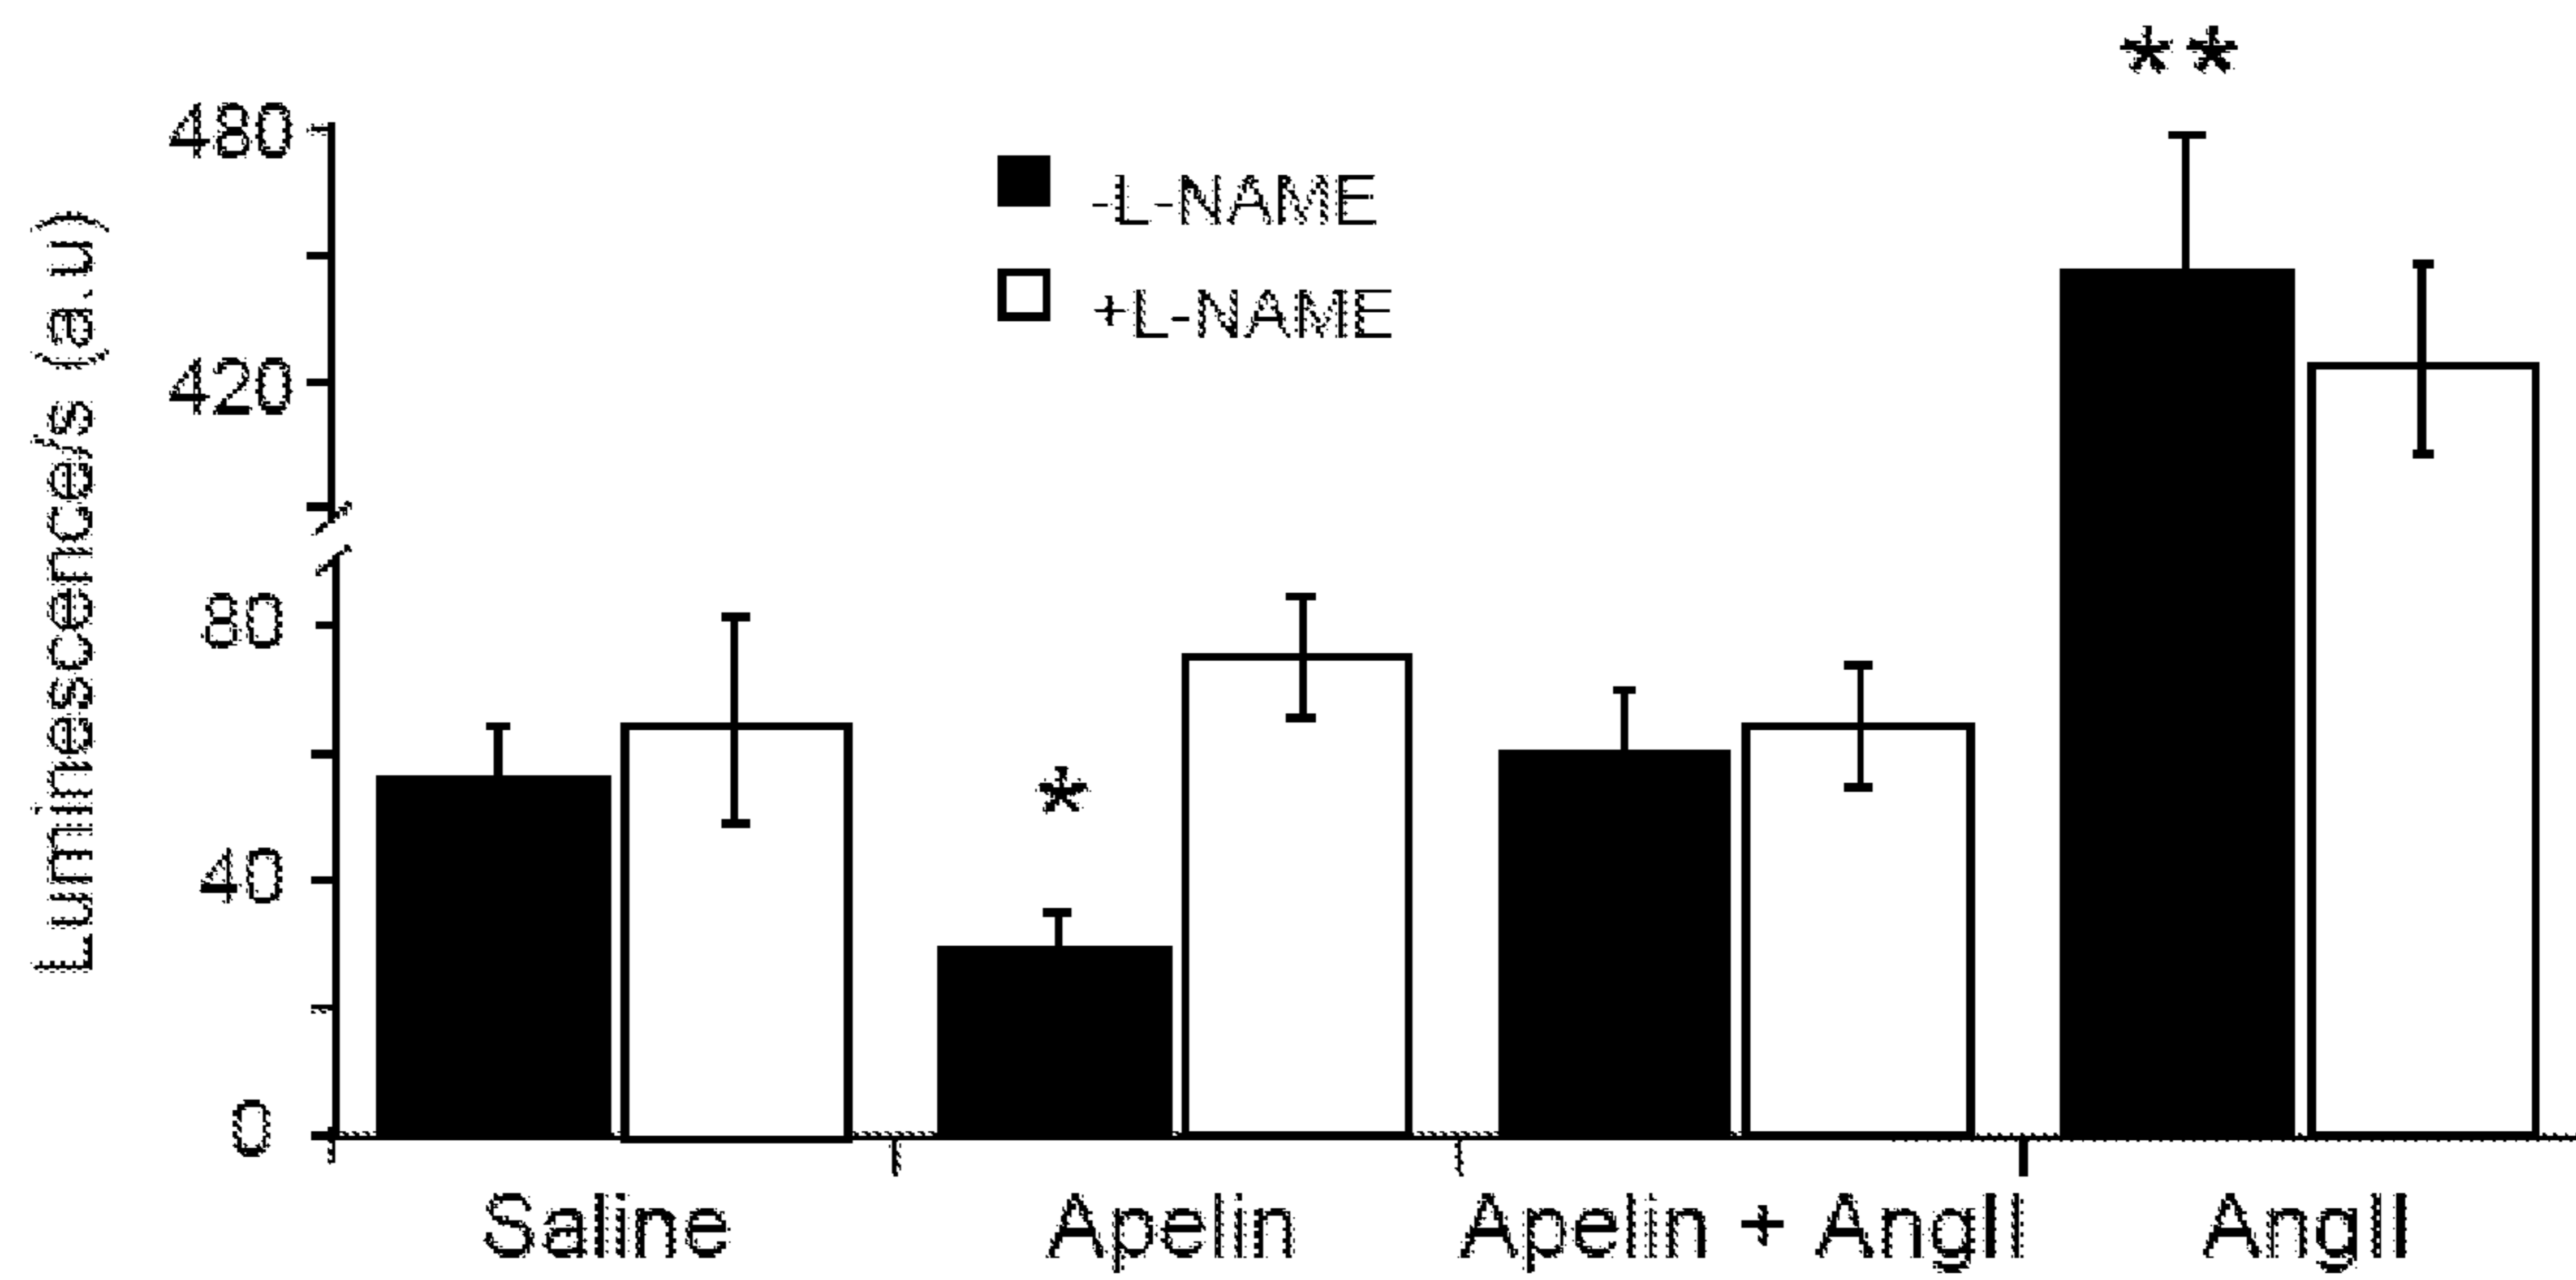 **
480
-L-NAME
+L-NAME
420
Luminescence/s (a.u)
80
*
40
0
Saline Apelin Apelin + AngII AngII